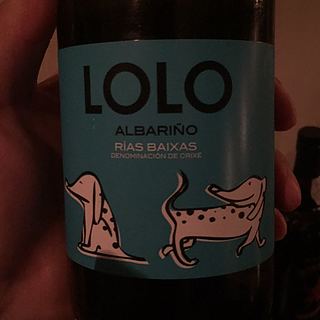 LOLO
ALBARIÑO
RÍAS BAIXAS
DENOMINACIÓN DE ORIXE